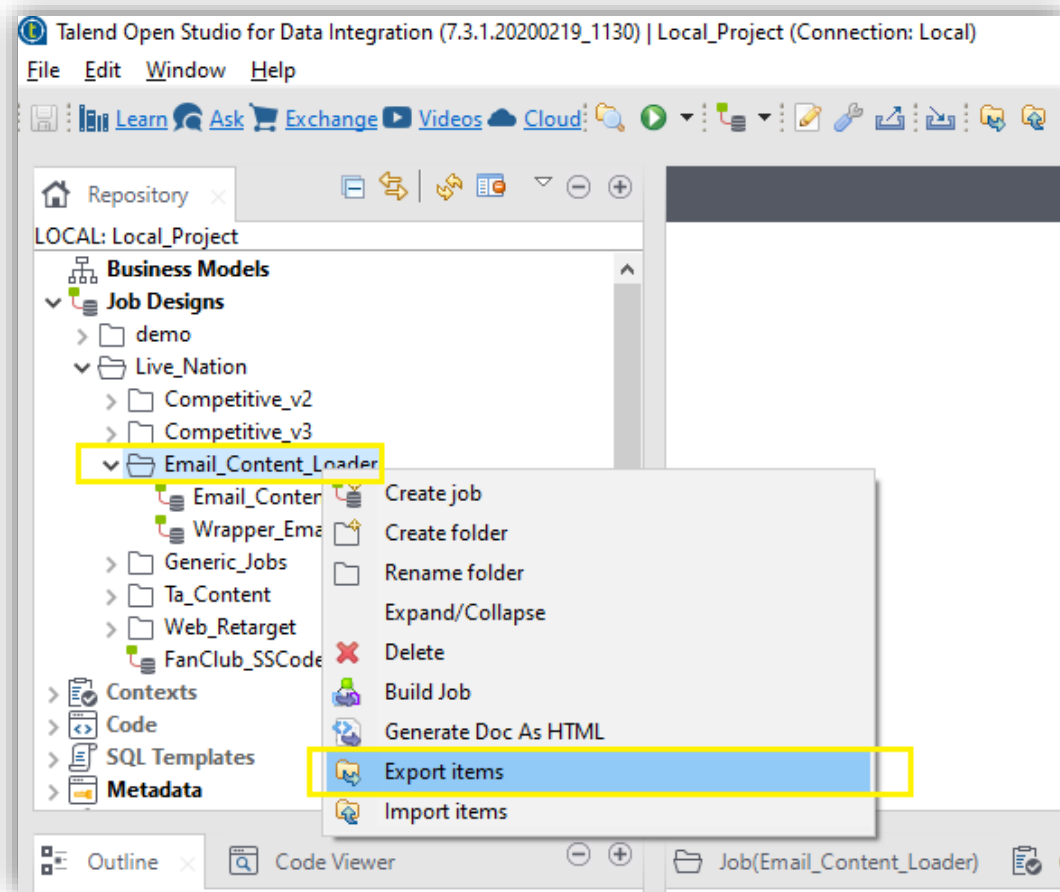 Talend Open Studio for Data Integration (7.3.1.20200219_1130) | Local_Project (Connection: Local)
File Edit Window Help
Learn Ask Exchange Videos Cloud
Repository
LOCAL: Local_Project
Business Models
Job Designs
demo
Live_Nation
Competitive_v2
Competitive_v3
Email_Content_Loader
Email_Conten
Wrapper_Ema
Generic_Jobs
Ta_Content
Web_Retarget
FanClub_SSCode
Contexts
Code
SQL Templates
Metadata
Create job
Create folder
Rename folder
Expand/Collapse
Delete
Build Job
Generate Doc As HTML
Export items
Import items
Outline Code Viewer Job(Email_Content_Loader)